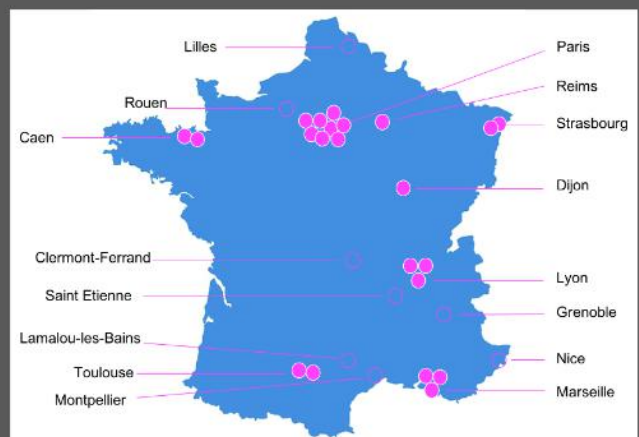 Lilles
Paris
Reims
Rouen
Strasbourg
Caen
Dijon
Clermont-Ferrand
Lyon
Saint Etienne
Grenoble
Lamalou-les-Bains
Nice
Toulouse
Marseille
Montpellier